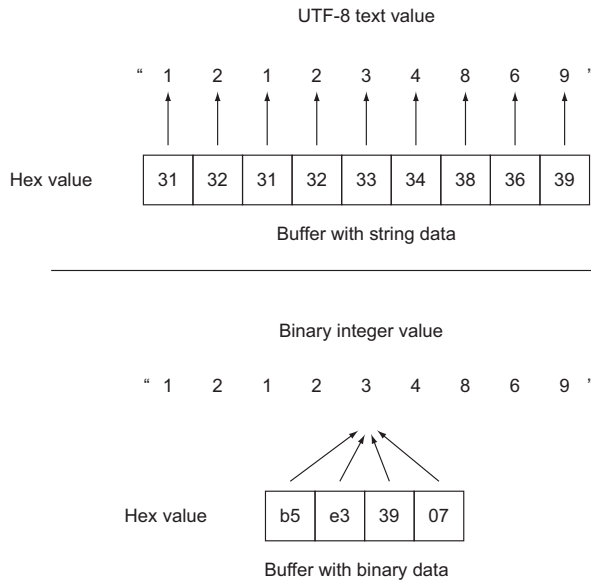 UTF-8 text value
“ 1 2 1 2 3 4 8 6 9 ’
Hex value 31 32 31 32 33 34 38 36 39
Buffer with string data
Binary integer value
“ 1 2 1 2 3 4 8 6 9 ’
Hex value b5 e3 39 07
Buffer with binary data